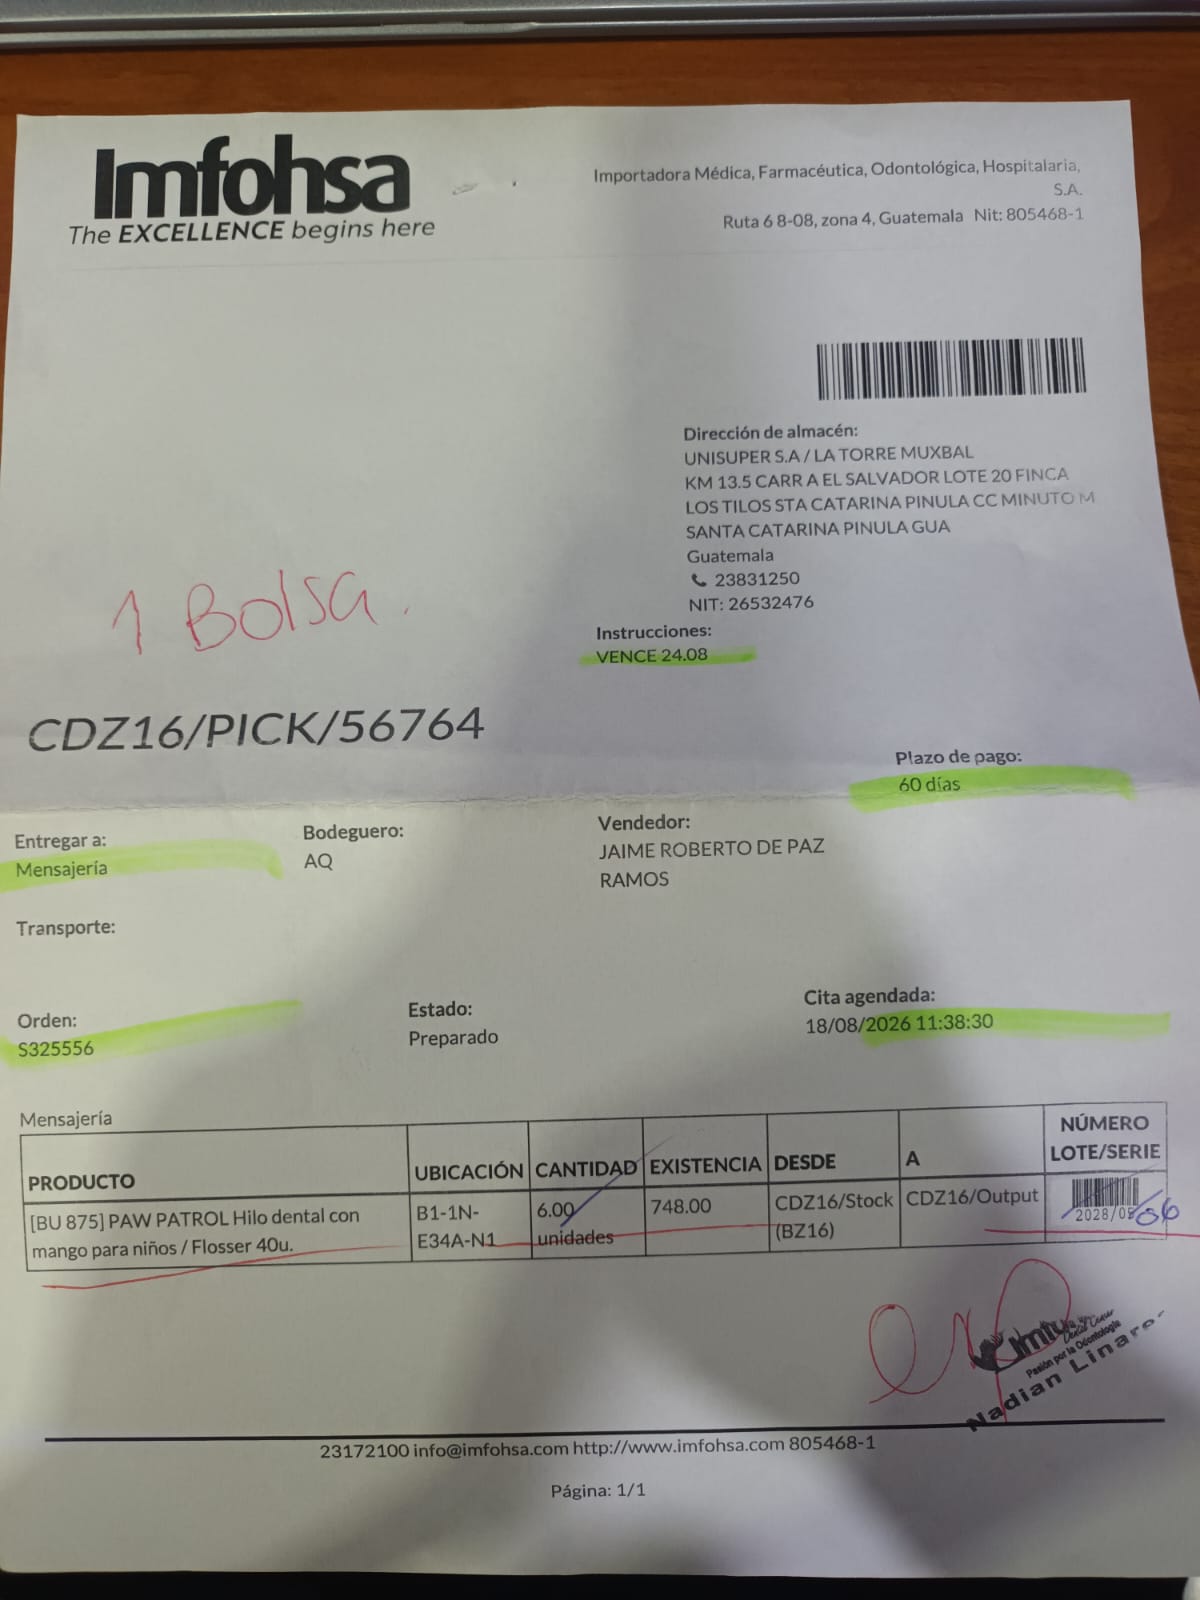 Imfohsa
The EXCELLENCE begins here
Importadora Médica, Farmacéutica, Odontológica, Hospitalaria,
S.A.
Ruta 6 8-08, zona 4, Guatemala Nit: 805468-1
Dirección de almacén:
UNISUPER S.A / LA TORRE MUXBAL
KM 13.5 CARR A EL SALVADOR LOTE 20 FINCA
LOS TILOS STA CATARINA PINULA CC MINUTO M
SANTA CATARINA PINULA GUA
Guatemala
23831250
NIT: 26532476
1 Bolsa.
Instrucciones:
VENCE 24.08
CDZ16/PICK/56764
Plazo de pago:
60 días
Entregar a:
Mensajería
Bodeguero:
AQ
Vendedor:
JAIME ROBERTO DE PAZ
RAMOS
Transporte:
Orden:
S325556
Estado:
Preparado
Cita agendada:
18/08/2026 11:38:30
Mensajería
PRODUCTO UBICACIÓN CANTIDAD EXISTENCIA DESDE A NÚMERO LOTE/SERIE
[BU 875] PAW PATROL Hilo dental con B1-1N- 6.00 748.00 CDZ16/Stock CDZ16/Output
mango para niños / Flosser 40u. E34A-N1 unidades (BZ16) 2028/05 06
Pasión por la Odontología
Nadian Linares
23172100 info@imfohsa.com http://www.imfohsa.com 805468-1
Página: 1/1